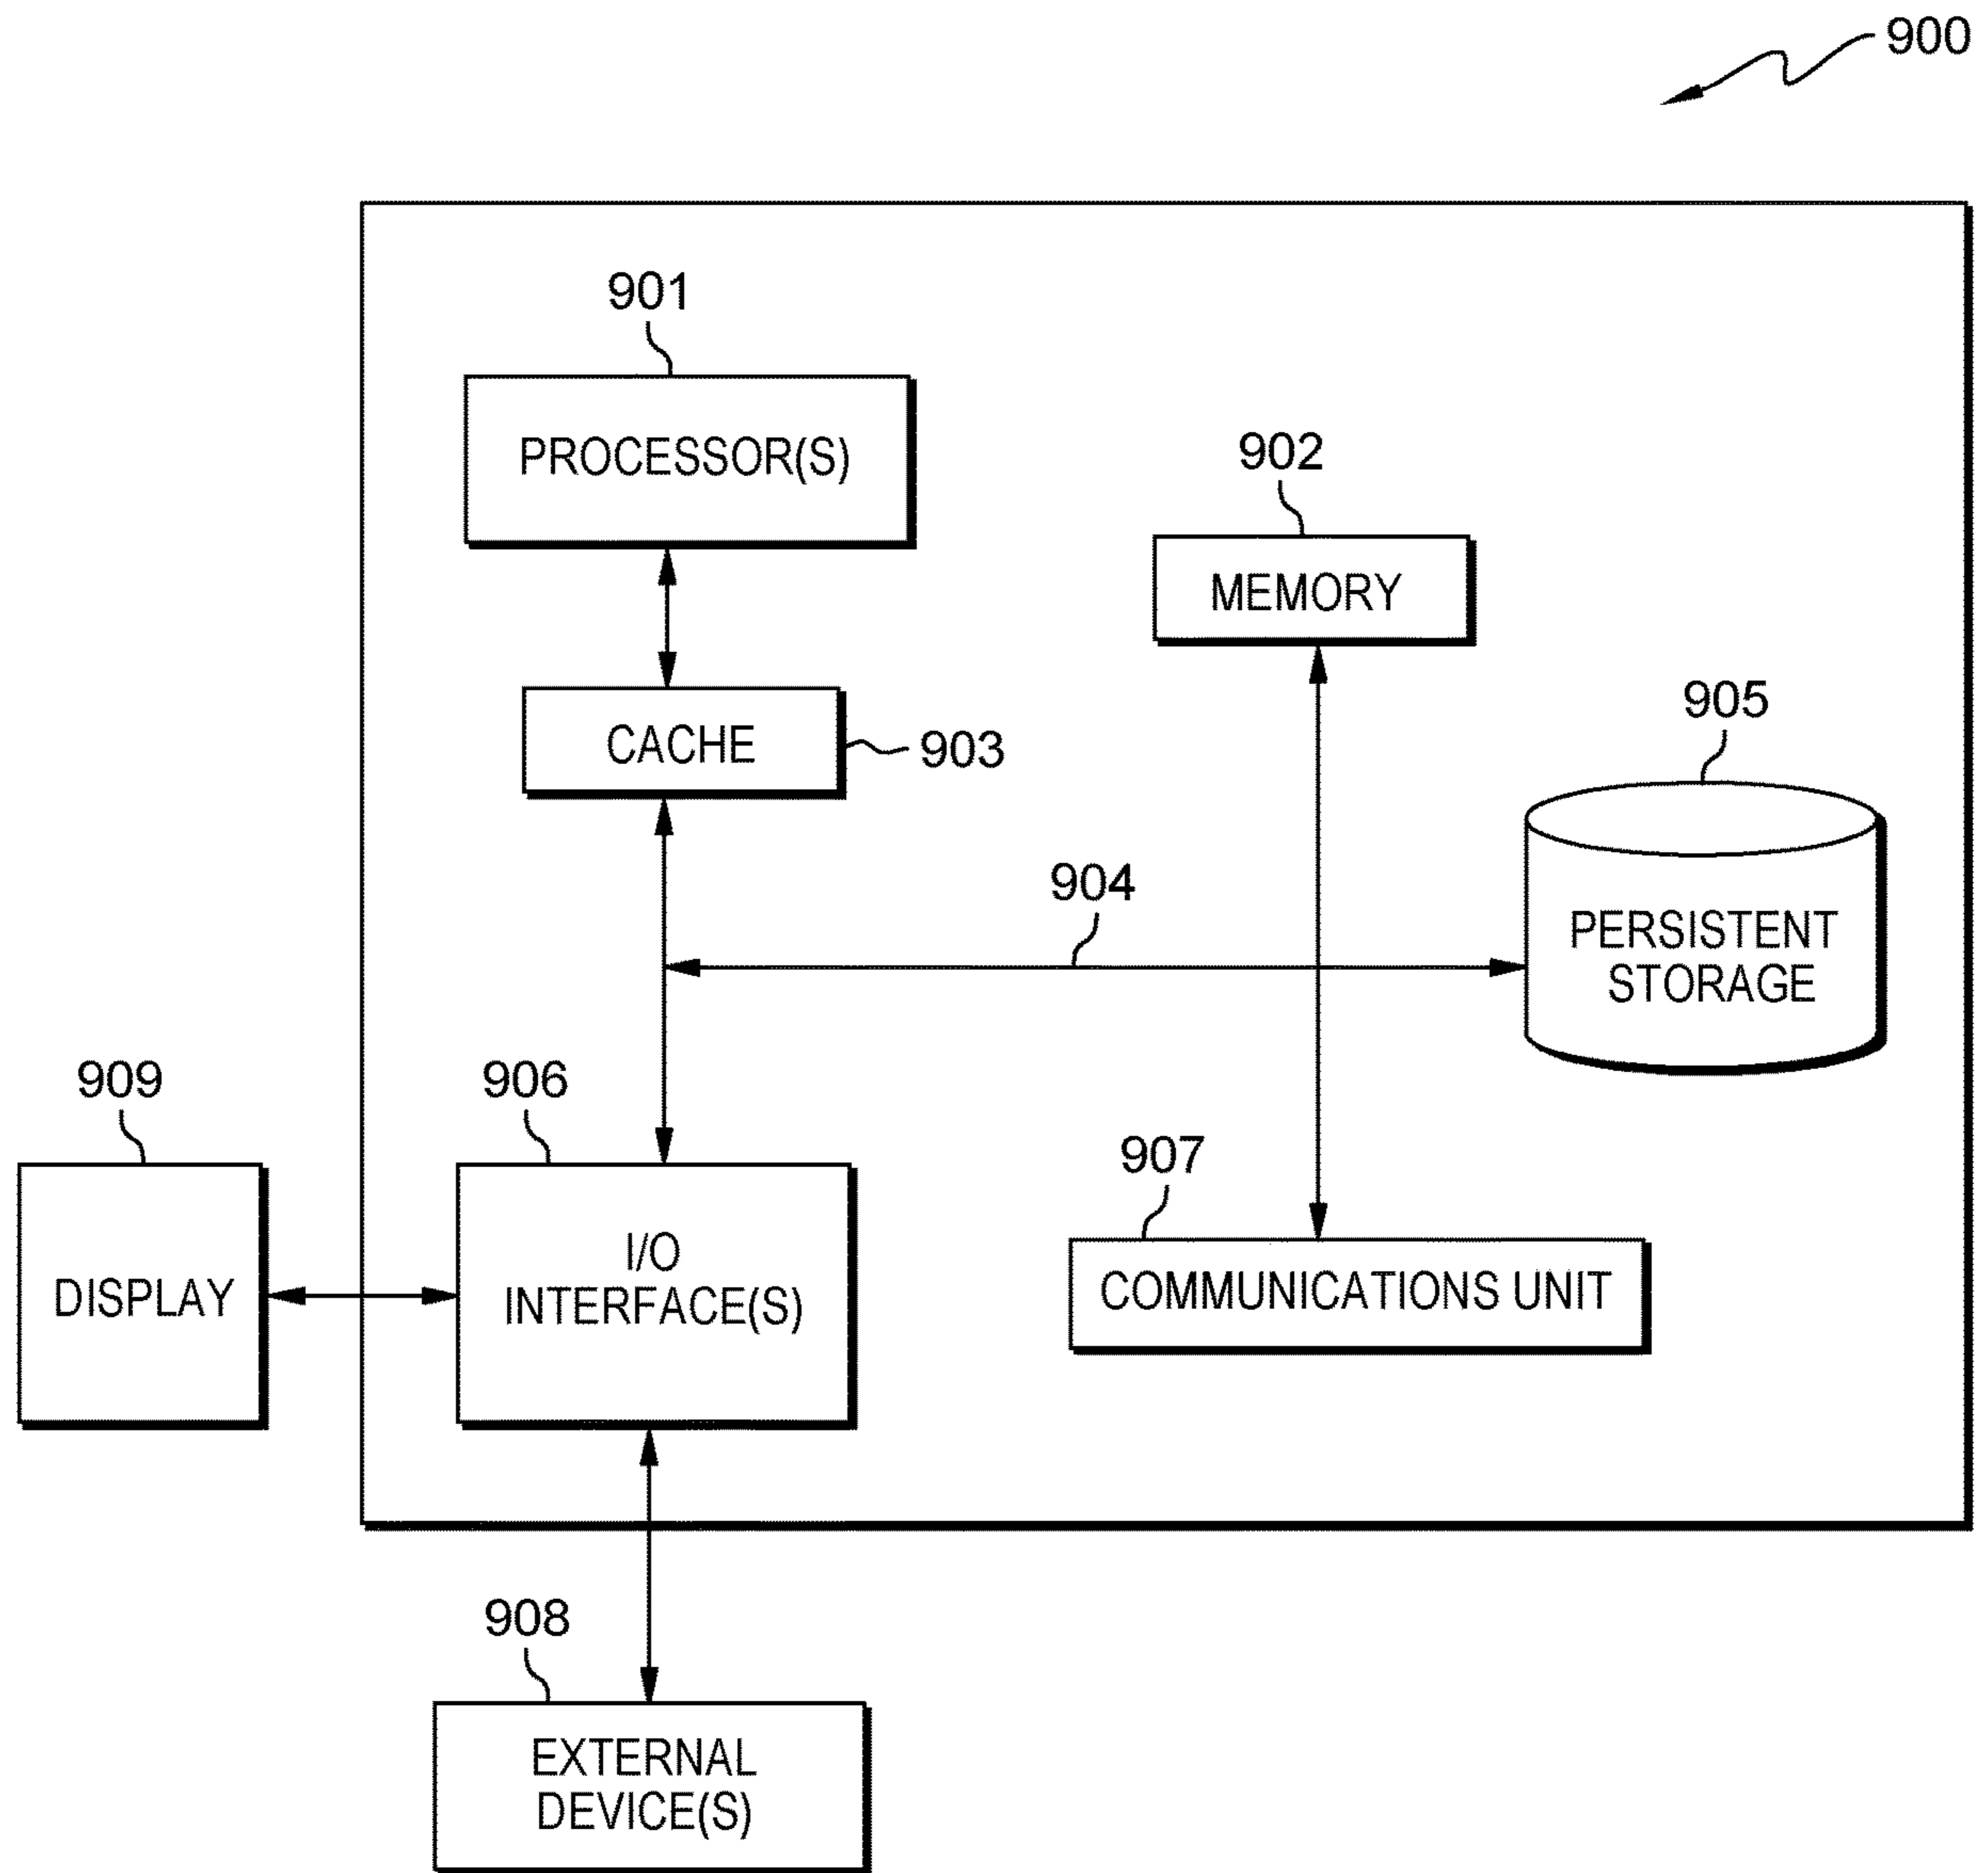 900
901
PROCESSOR(S)
902
MEMORY
CACHE
903
905
PERSISTENT
STORAGE
904
909
DISPLAY
906
I/O
INTERFACE(S)
907
COMMUNICATIONS UNIT
908
EXTERNAL
DEVICE(S)